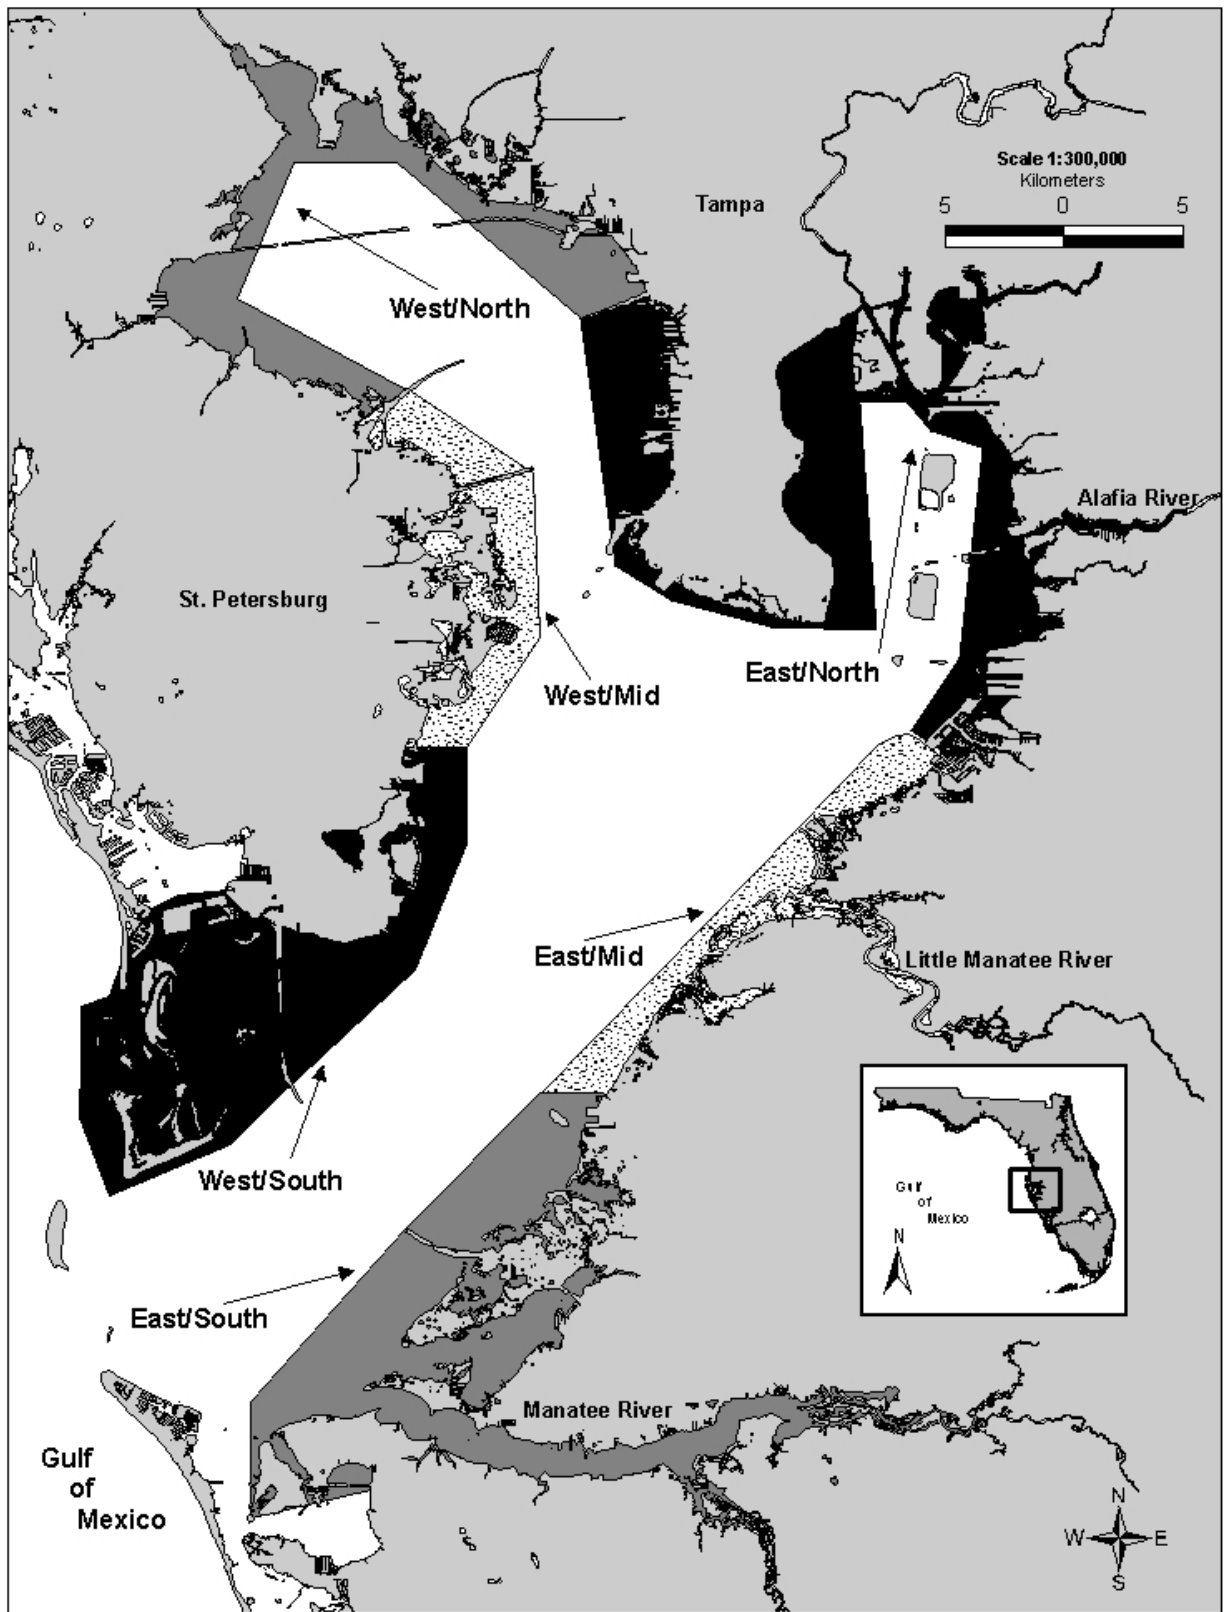 Scale 1:300,000
Kilometers
5 0 5
Tampa
West/North
Alafia River
St. Petersburg
East/North
West/Mid
East/Mid
Little Manatee River
West/South
Gulf
of
Mexico
N
East/South
Manatee River
Gulf
of
Mexico
N
W E
S